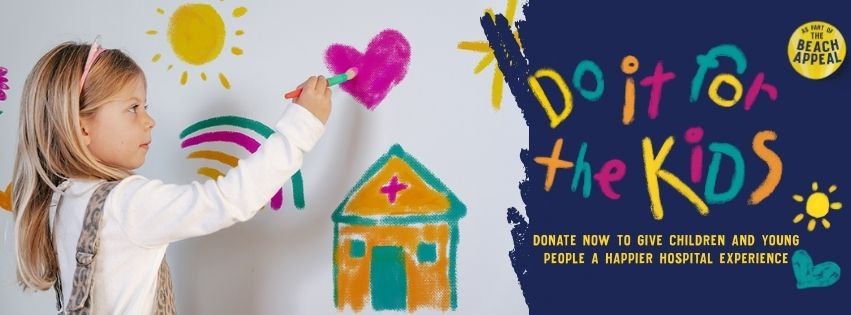 AS PART OF
THE
BEACH
APPEAL
Do it for
the KidS
DONATE NOW TO GIVE CHILDREN AND YOUNG
PEOPLE A HAPPIER HOSPITAL EXPERIENCE